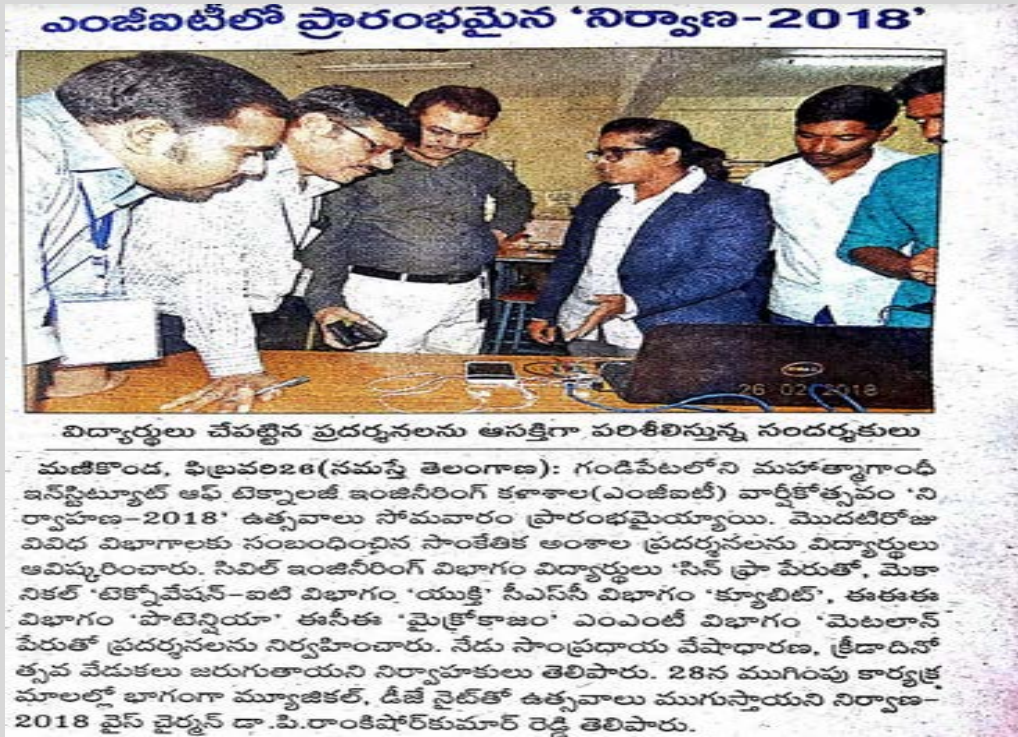 ఎంజీఐటీలో ప్రారంభమైన ‘నిర్వాణ-2018’
26 02 2018
విద్యార్థులు చేపట్టిన ప్రదర్శనలను ఆసక్తిగా పరిశీలిస్తున్న సందర్శకులు
మణికొండ, ఫిబ్రవరి26(నమస్తే తెలంగాణ): గండిపేటలోని మహాత్మాగాంధీ
ఇన్‌స్టిట్యూట్ ఆఫ్ టెక్నాలజీ ఇంజినీరింగ్ కళాశాల(ఎంజీఐటీ) వార్షికోత్సవం ‘ని
ర్వాహణ-2018’ ఉత్సవాలు సోమవారం ప్రారంభమైయ్యాయి. మొదటిరోజు
వివిధ విభాగాలకు సంబంధించిన సాంకేతిక అంశాల ప్రదర్శనలను విద్యార్థులు
ఆవిష్కరించారు. సివిల్ ఇంజినీరింగ్ విభాగం విద్యార్థులు ‘సిన్ ఫ్రా పేరుతో, మెకా
నికల్ ‘టెక్నోవేషన్-ఐటి విభాగం ‘యుక్తి’ సీఎస్‌సీ విభాగం ‘క్యూబిట్’, ఈఈఈ
విభాగం ‘పొటెన్షియా’ ఈసీఈ ‘మైక్రోకాజం’ ఎంఎంటీ విభాగం ‘మెటలాన్
పేరుతో ప్రదర్శనలను నిర్వహించారు. నేడు సాంప్రదాయ వేషాధారణ, క్రీడాదినో
త్సవ వేడుకలు జరుగుతాయని నిర్వాహకులు తెలిపారు. 28న ముగింపు కార్యక్ర
మాలల్లో భాగంగా మ్యూజికల్, డీజే నైట్‌తో ఉత్సవాలు ముగుస్తాయని నిర్వాణ-
2018 వైస్ చైర్మన్ డా.పి.రాంకిషోర్‌కుమార్ రెడ్డి తెలిపారు.